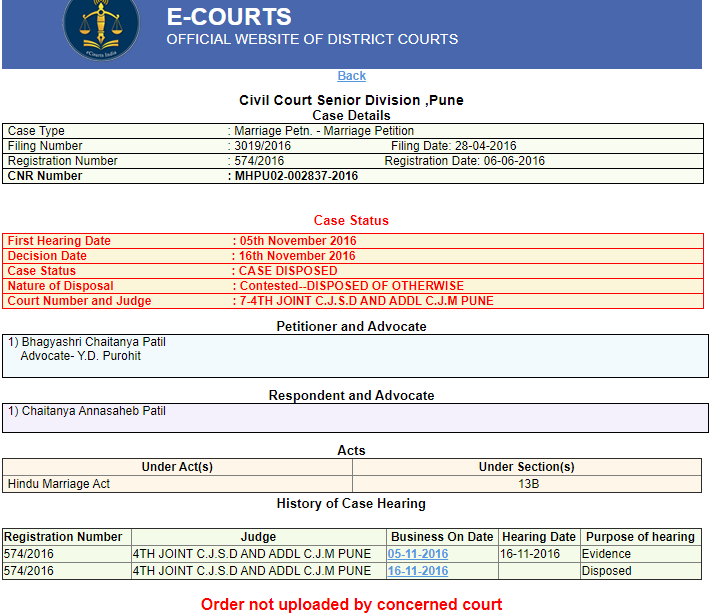 eCourts India
E-COURTS
OFFICIAL WEBSITE OF DISTRICT COURTS
Back
Civil Court Senior Division ,Pune
Case Details
Case Type : Marriage Petn. - Marriage Petition
Filing Number : 3019/2016 Filing Date: 28-04-2016
Registration Number : 574/2016 Registration Date: 06-06-2016
CNR Number : MHPU02-002837-2016
Case Status
First Hearing Date : 05th November 2016
Decision Date : 16th November 2016
Case Status : CASE DISPOSED
Nature of Disposal : Contested--DISPOSED OF OTHERWISE
Court Number and Judge : 7-4TH JOINT C.J.S.D AND ADDL C.J.M PUNE
Petitioner and Advocate
1) Bhagyashri Chaitanya Patil
Advocate- Y.D. Purohit
Respondent and Advocate
1) Chaitanya Annasaheb Patil
Acts
Under Act(s) Under Section(s)
Hindu Marriage Act 13B
History of Case Hearing
Registration Number Judge Business On Date Hearing Date Purpose of hearing
574/2016 4TH JOINT C.J.S.D AND ADDL C.J.M PUNE 05-11-2016 16-11-2016 Evidence
574/2016 4TH JOINT C.J.S.D AND ADDL C.J.M PUNE 16-11-2016 Disposed
Order not uploaded by concerned court